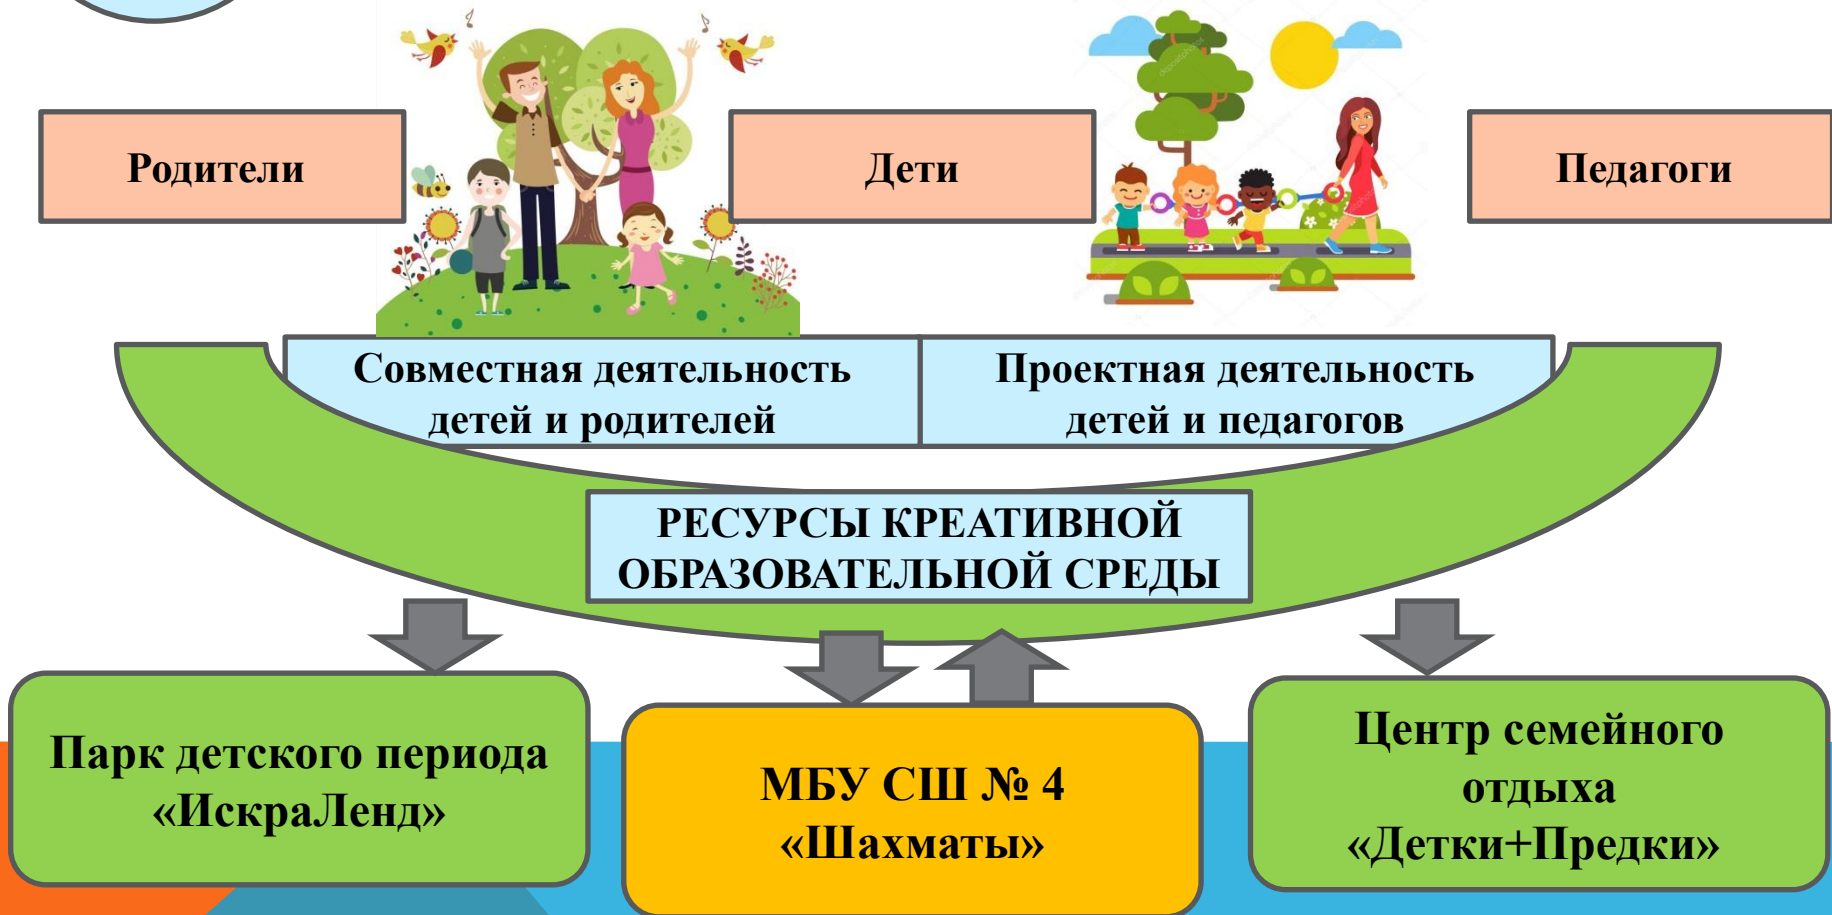 Родители
Дети
Педагоги
Совместная деятельность
детей и родителей
Проектная деятельность
детей и педагогов
РЕСУРСЫ КРЕАТИВНОЙ
ОБРАЗОВАТЕЛЬНОЙ СРЕДЫ
Парк детского периода
«ИскраЛенд»
МБУ СШ № 4
«Шахматы»
Центр семейного
отдыха
«Детки+Предки»